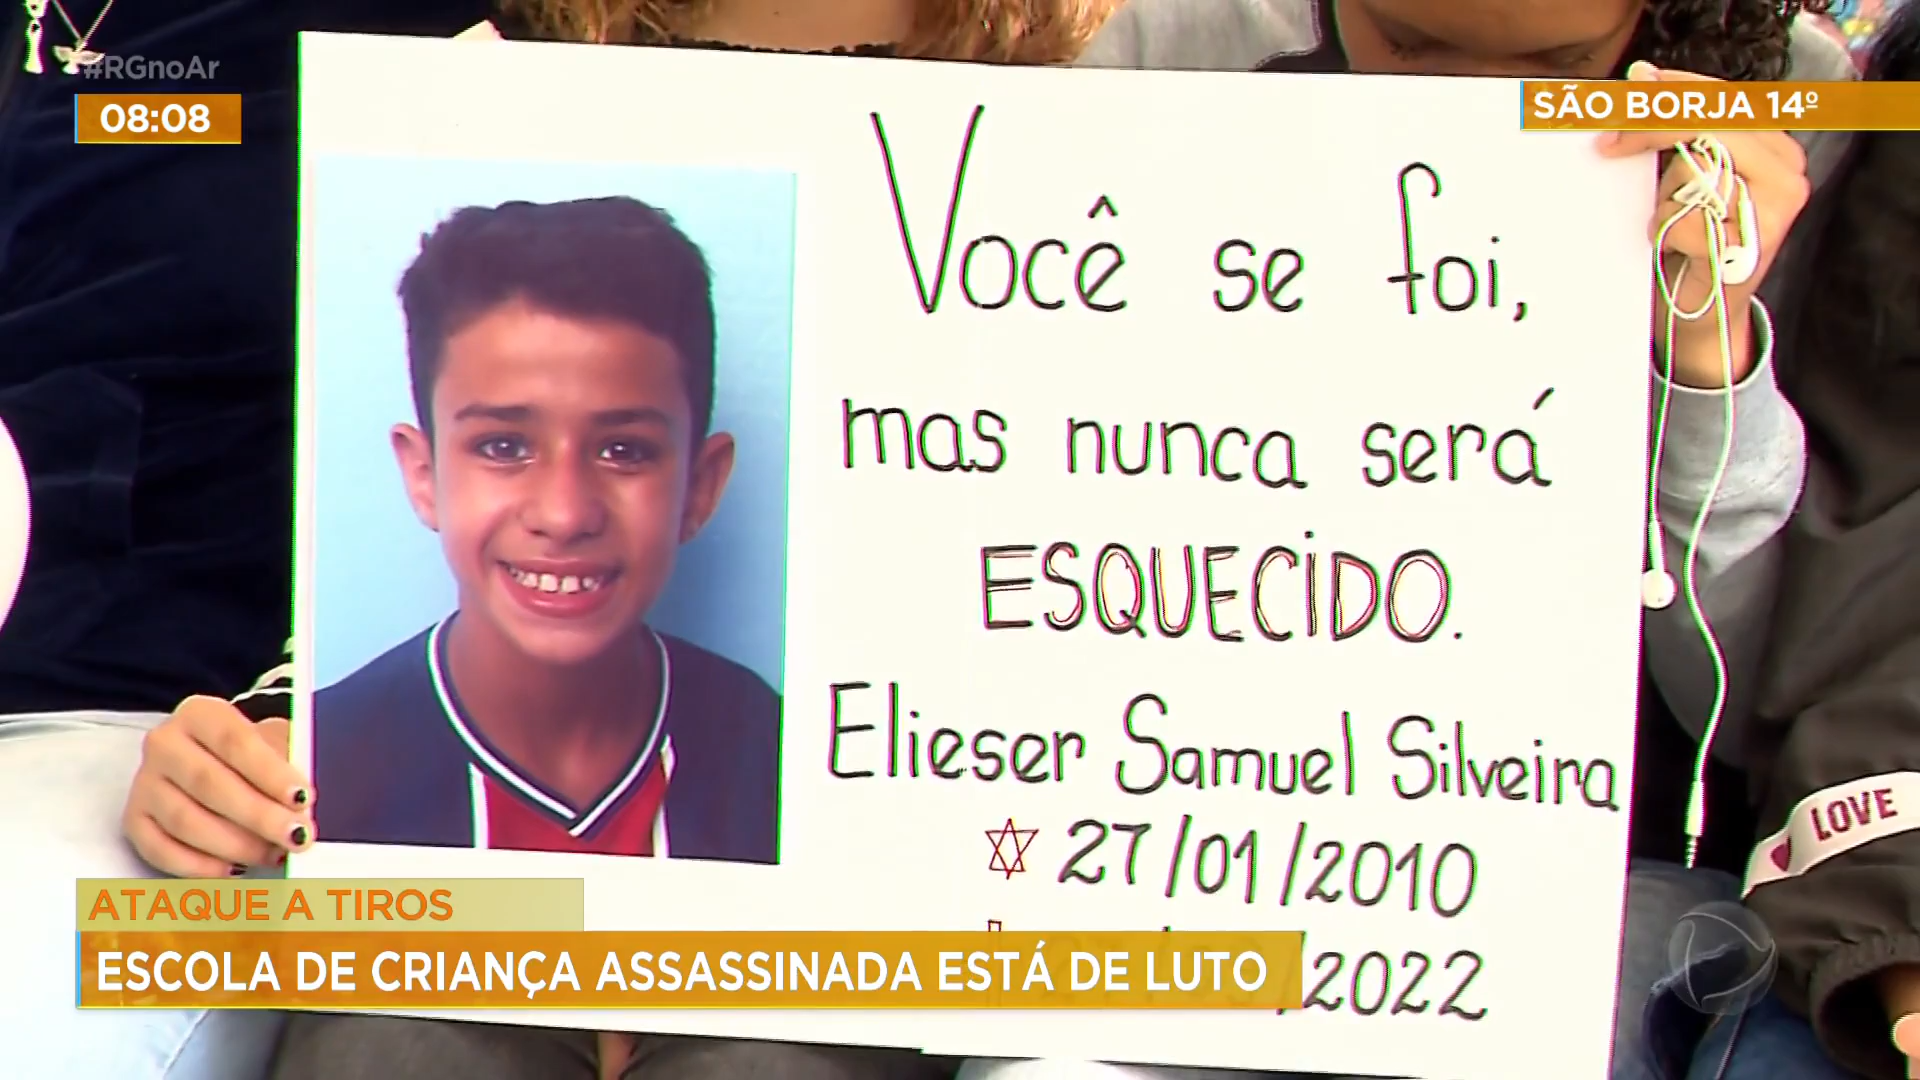 #RGnoAr
08:08
SÃO BORJA 14º
Você se foi,
mas nunca será
ESQUECIDO.
Elieser Samuel Silveira
27/01/2010
/2022
LOVE
ATAQUE A TIROS
ESCOLA DE CRIANÇA ASSASSINADA ESTÁ DE LUTO